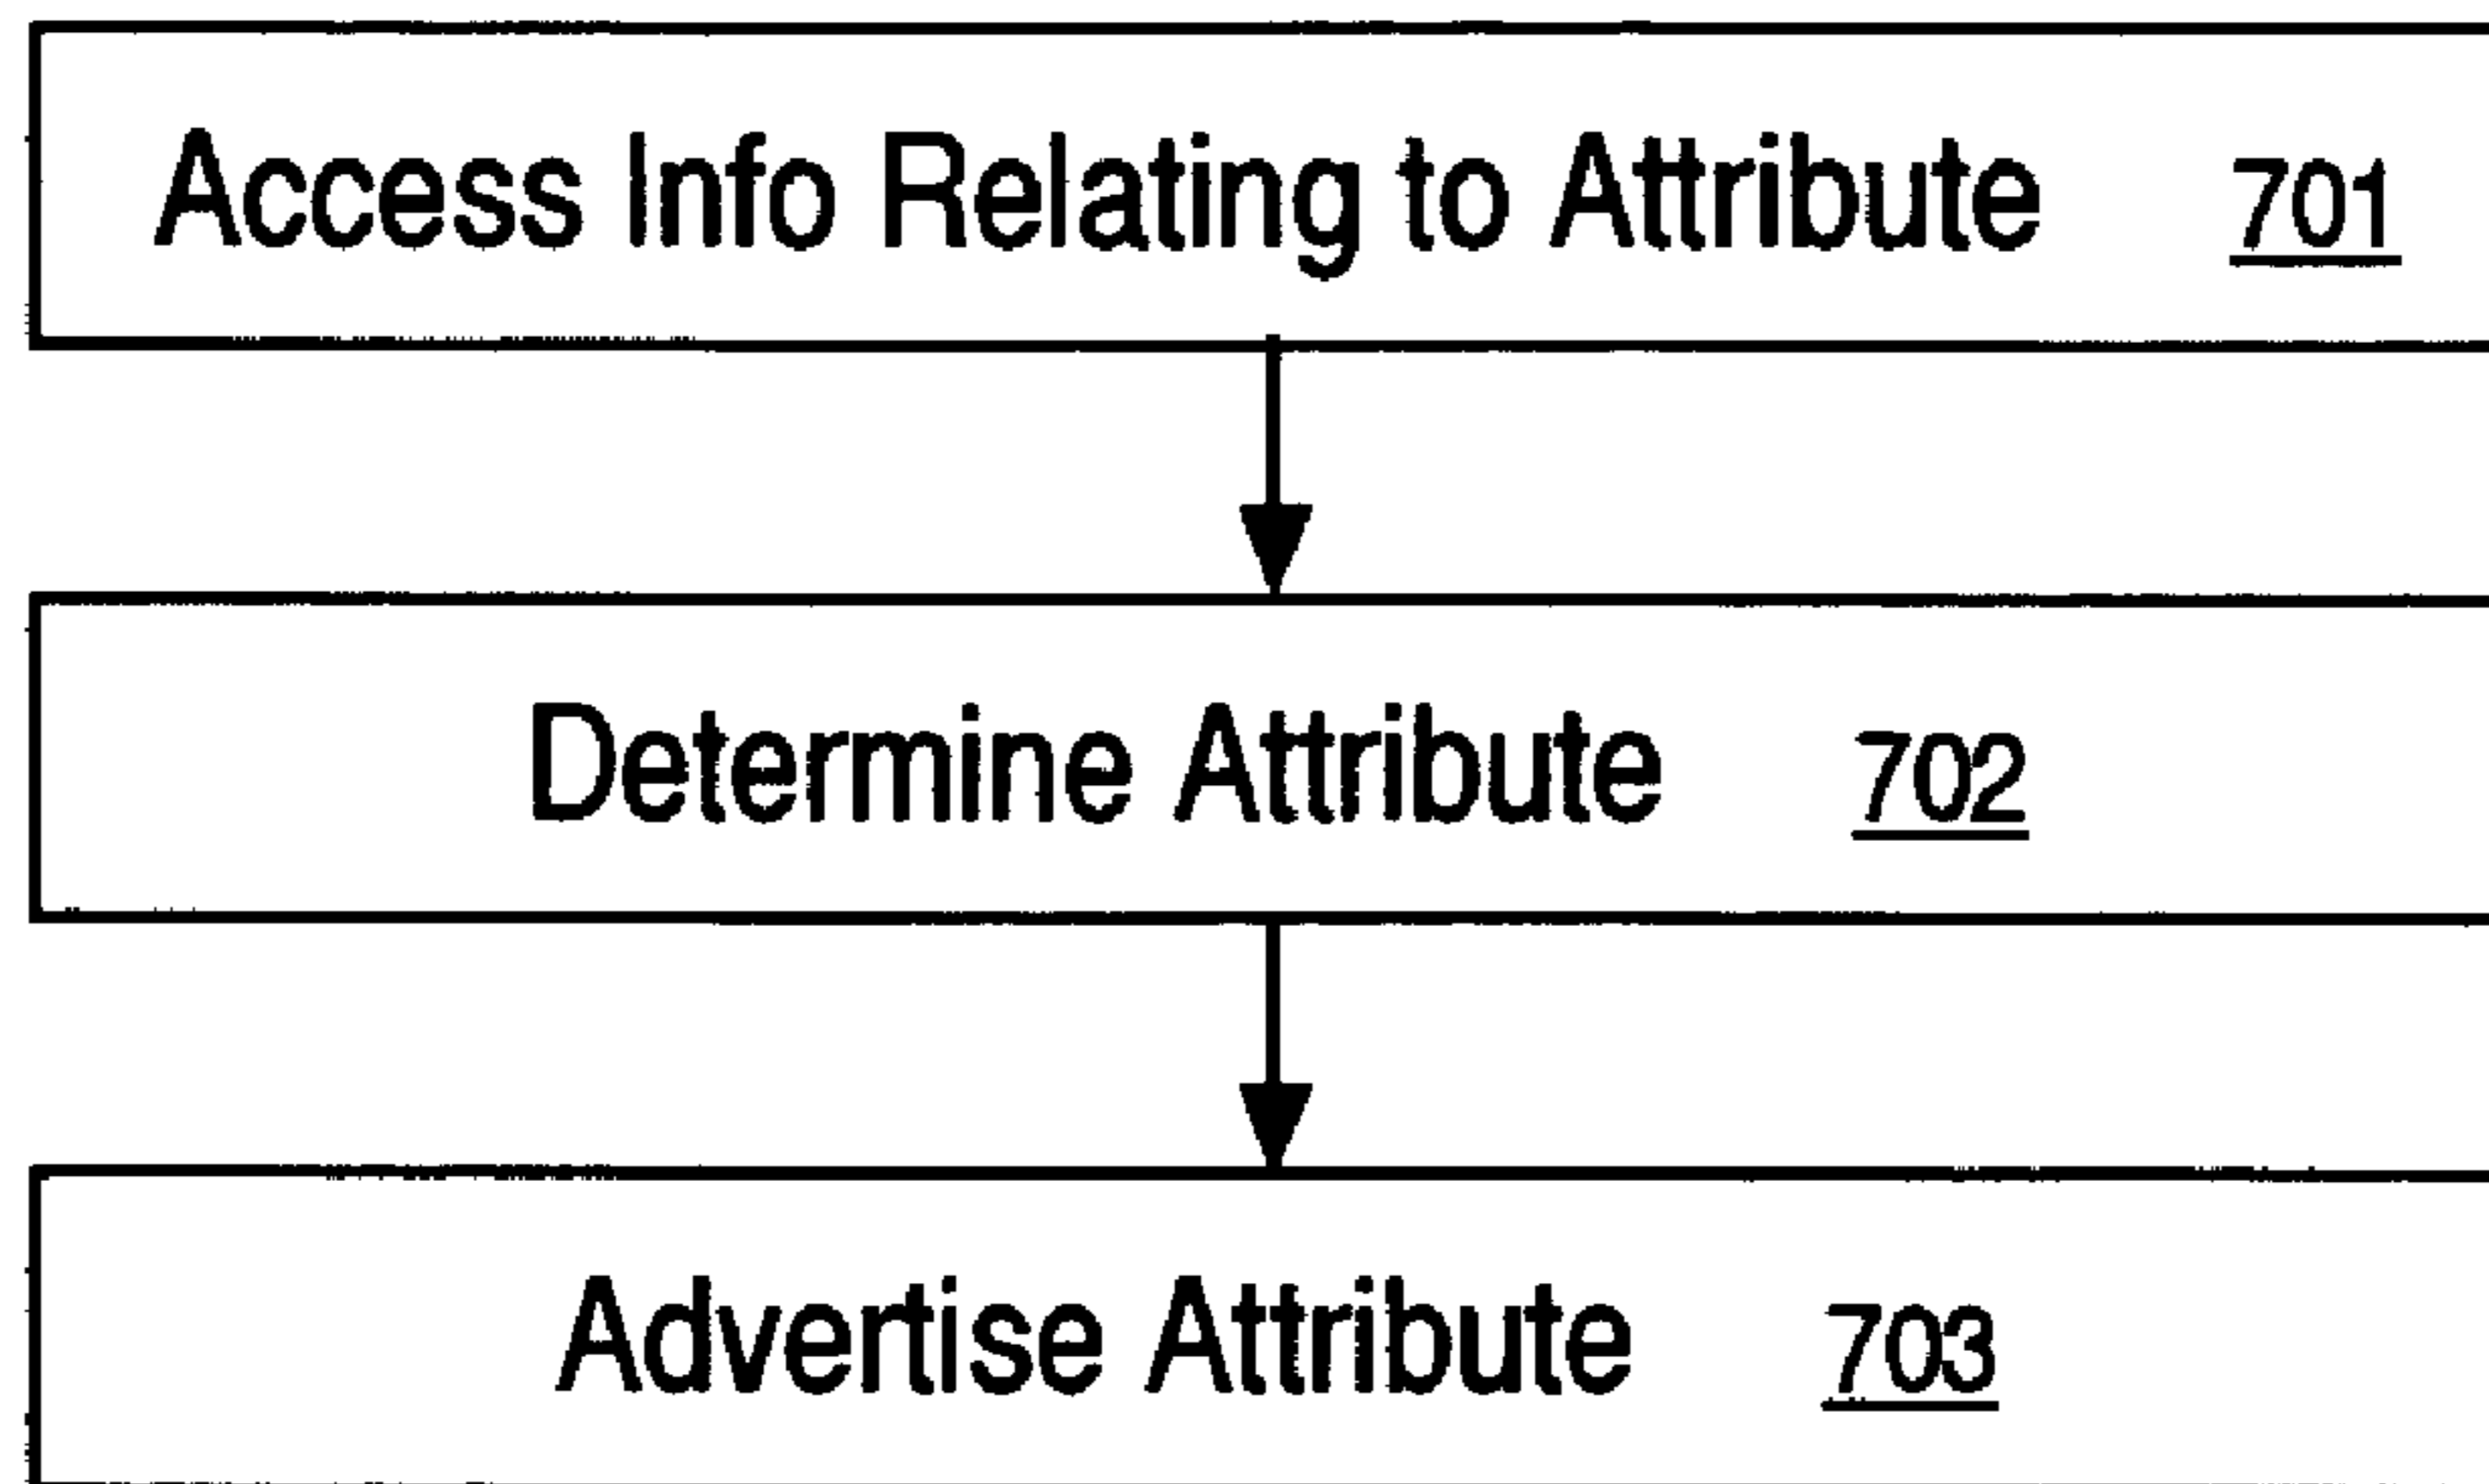 Access Info Relating to Attribute 701
Determine Attribute 702
Advertise Attribute 703